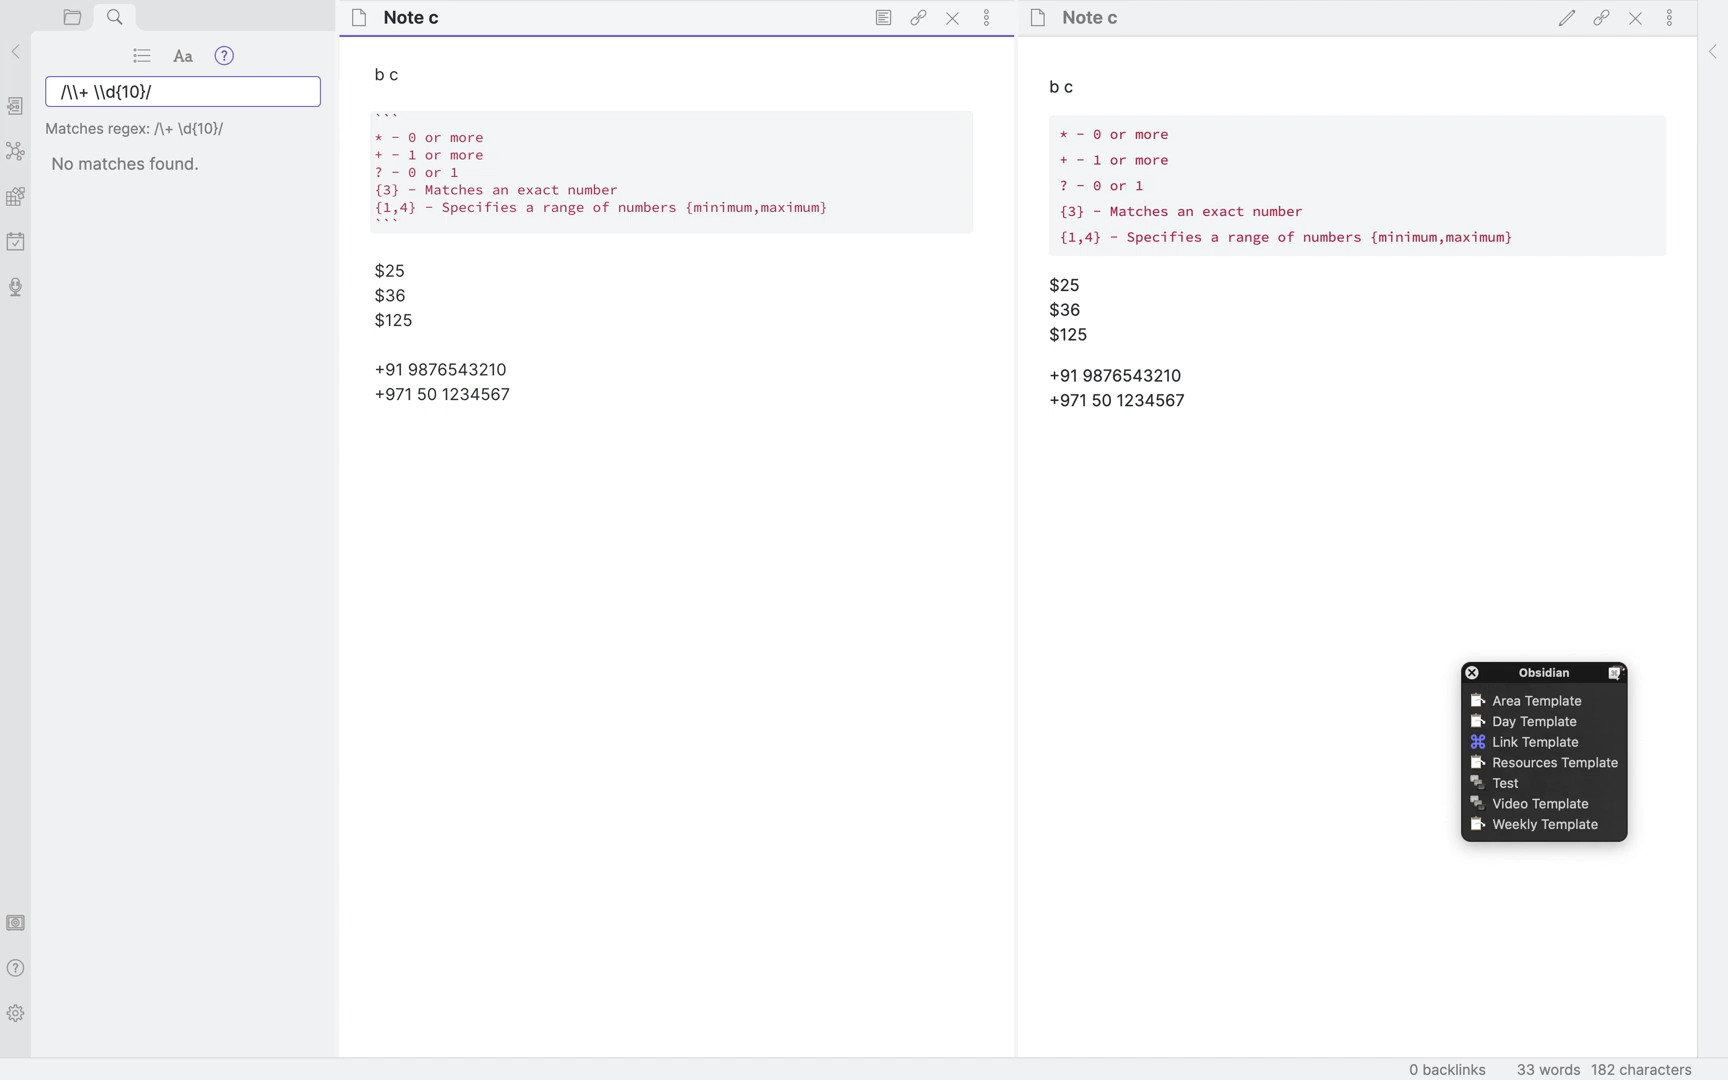 Aa
/\\+ \\d{10}/
Matches regex: /\+ \d{10}/
No matches found.
Note c
b c
```
* - 0 or more
+ - 1 or more
? - 0 or 1
{3} - Matches an exact number
{1,4} - Specifies a range of numbers {minimum,maximum}
```
$25
$36
$125
+91 9876543210
+971 50 1234567
Note c
b c
* - 0 or more
+ - 1 or more
? - 0 or 1
{3} - Matches an exact number
{1,4} - Specifies a range of numbers {minimum,maximum}
$25
$36
$125
+91 9876543210
+971 50 1234567
Obsidian
Area Template
Day Template
Link Template
Resources Template
Test
Video Template
Weekly Template
0 backlinks 33 words 182 characters